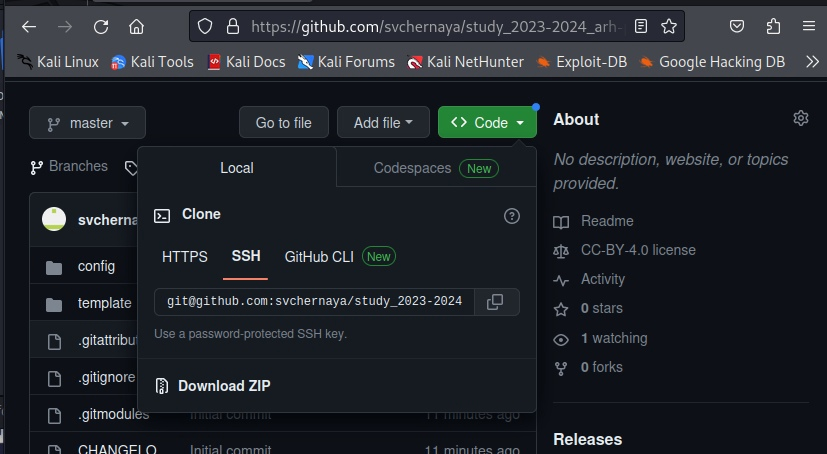 https://github.com/svchernaya/study_2023-2024_arh-
Kali Linux Kali Tools Kali Docs Kali Forums Kali NetHunter Exploit-DB Google Hacking DB
master Go to file Add file Code
Branches
Local Codespaces New
Clone
HTTPS SSH GitHub CLI New
git@github.com:svchernaya/study_2023-2024
Use a password-protected SSH key.
Download ZIP
svcherna
config
template
.gitattribut
.gitignore
.gitmodules Initial commit 11 minutes ago
CHANGELO Initial commit 11 minutes ago
About
No description, website, or topics
provided.
Readme
CC-BY-4.0 license
Activity
0 stars
1 watching
0 forks
Releases